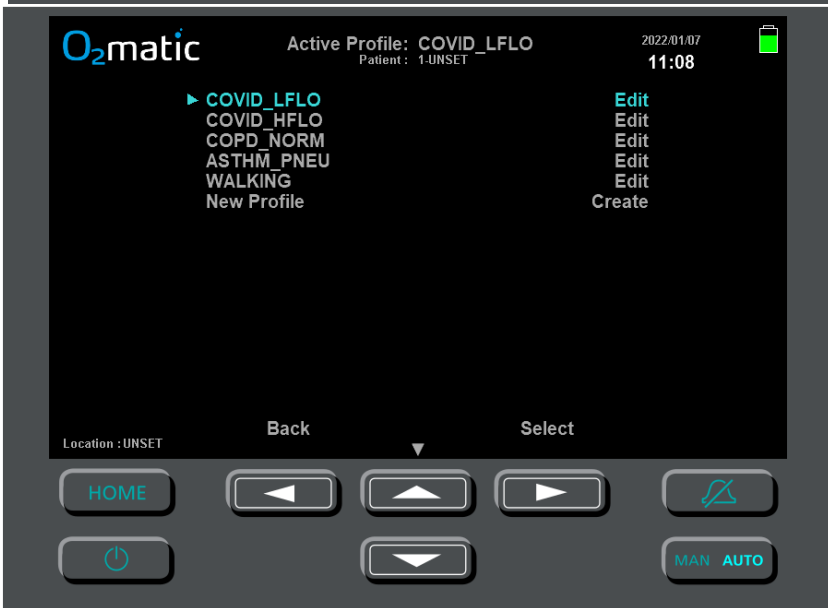 O2matic
Active Profile: COVID_LFLO
Patient : 1-UNSET
2022/01/07
11:08
COVID_LFLO Edit
COVID_HFLO Edit
COPD_NORM Edit
ASTHM_PNEU Edit
WALKING Edit
New Profile Create
Back Select
Location : UNSET
HOME
MAN AUTO